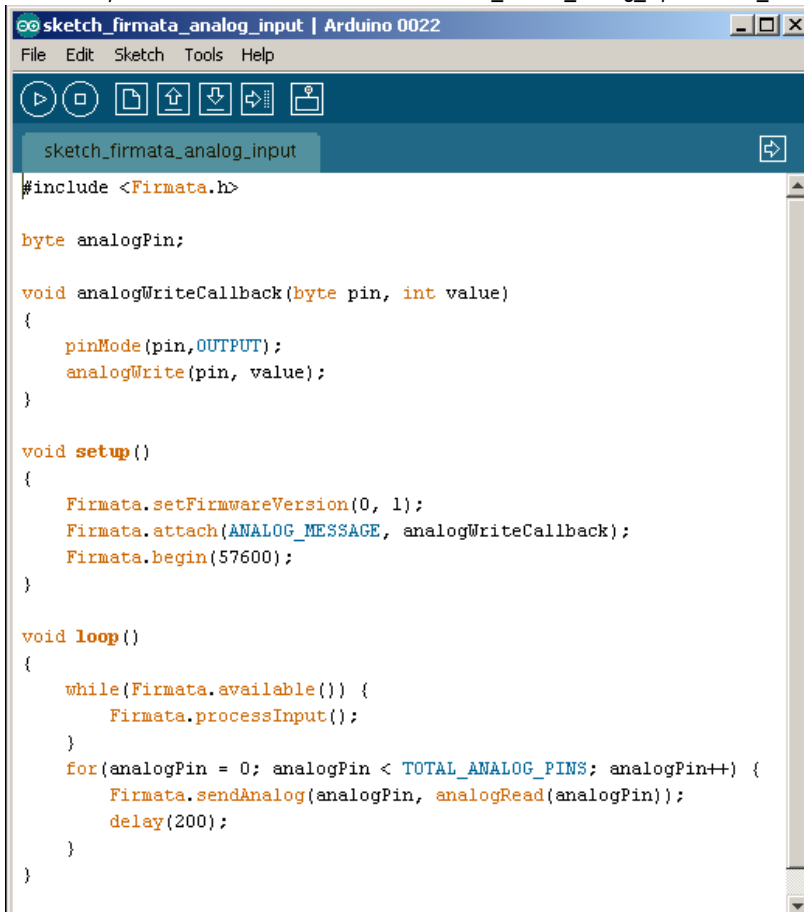 sketch_firmata_analog_input | Arduino 0022
File Edit Sketch Tools Help
sketch_firmata_analog_input
#include <Firmata.h>
byte analogPin;
void analogWriteCallback(byte pin, int value)
{
    pinMode(pin,OUTPUT);
    analogWrite(pin, value);
}
void setup()
{
    Firmata.setFirmwareVersion(0, 1);
    Firmata.attach(ANALOG_MESSAGE, analogWriteCallback);
    Firmata.begin(57600);
}
void loop()
{
    while(Firmata.available()) {
        Firmata.processInput();
    }
    for(analogPin = 0; analogPin < TOTAL_ANALOG_PINS; analogPin++) {
        Firmata.sendAnalog(analogPin, analogRead(analogPin));
        delay(200);
    }
}